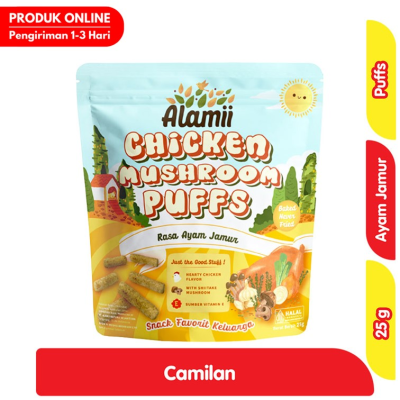 PRODUK ONLINE
Pengiriman 1-3 Hari
Alamii
CHICKEN
MUSHROOM
PUFFS
Rasa Ayam Jamur
Just the Good Stuff !
HEARTY CHICKEN
FLAVOR
WITH SHIITAKE
MUSHROOM
E
SUMBER VITAMIN E
Snack Favorit Keluarga
HALAL
Puffs
Ayam Jamur
25 g
Camilan